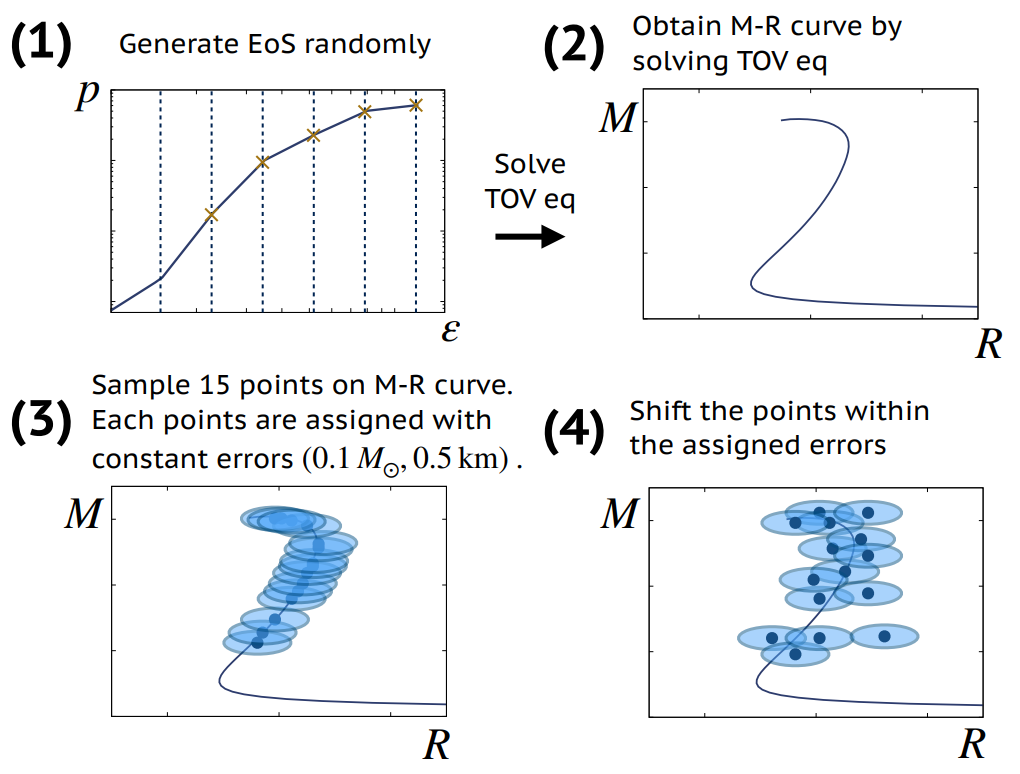 (1)
Generate EoS randomly
p
ε
Solve
TOV eq
(2)
Obtain M-R curve by
solving TOV eq
M
R
(3)
Sample 15 points on M-R curve.
Each points are assigned with
constant errors (0.1 M⊙, 0.5 km) .
M
R
(4)
Shift the points within
the assigned errors
M
R